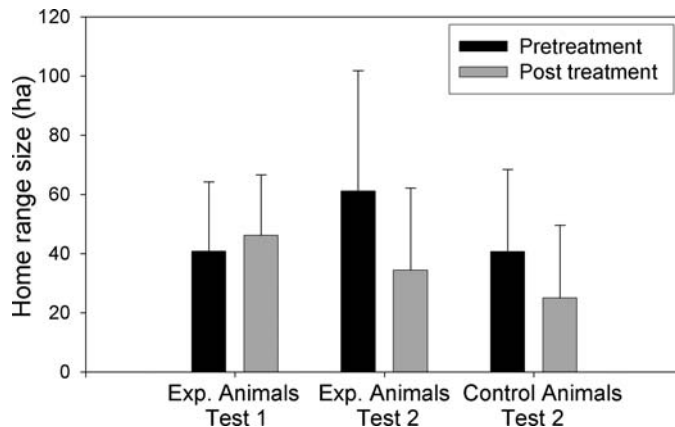 120
100
80
60
40
20
0
Home range size (ha)
Pretreatment
Post treatment
Exp. Animals Exp. Animals Control Animals
Test 1 Test 2 Test 2